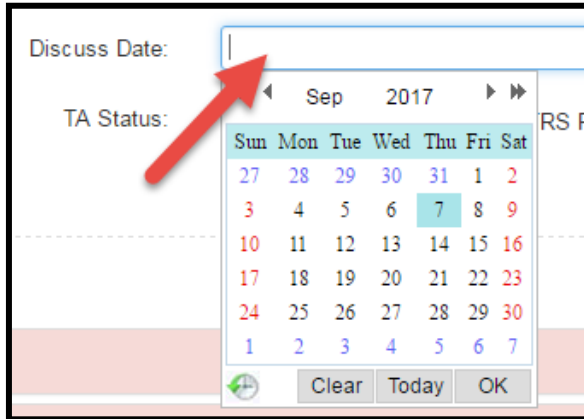 Discuss Date:
Sep 2017
TA Status:
RS
Sun Mon Tue Wed Thu Fri Sat
27 28 29 30 31 1 2
3 4 5 6 7 8 9
10 11 12 13 14 15 16
17 18 19 20 21 22 23
24 25 26 27 28 29 30
1 2 3 4 5 6 7
Clear Today OK